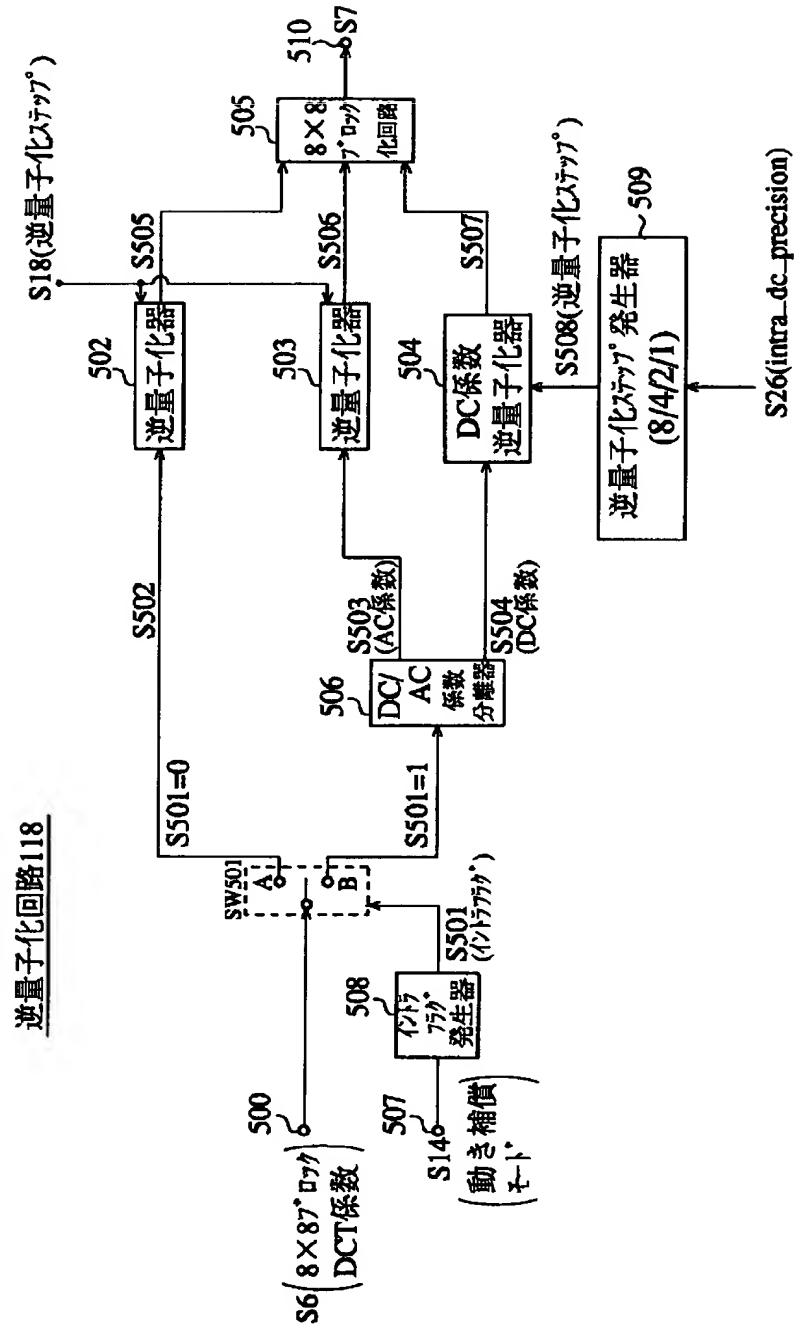 逆量子化回路118
S6
8×8ブロック
DCT係数
500
S14
動き補償
モード
507
508
イントラ
フラグ
発生器
S501
(イントラフラグ)
SW501
A
B
S501=0
S501=1
506
DC/
AC
係数
分離器
S502
S503
(AC係数)
S504
(DC係数)
502
逆量子化器
503
逆量子化器
504
DC係数
逆量子化器
S18(逆量子化ステップ)
S505
S506
S507
S508(逆量子化ステップ)
509
逆量子化ステップ発生器
(8/4/2/1)
S26(intra_dc_precision)
505
8×8
ブロック
化回路
510
S7